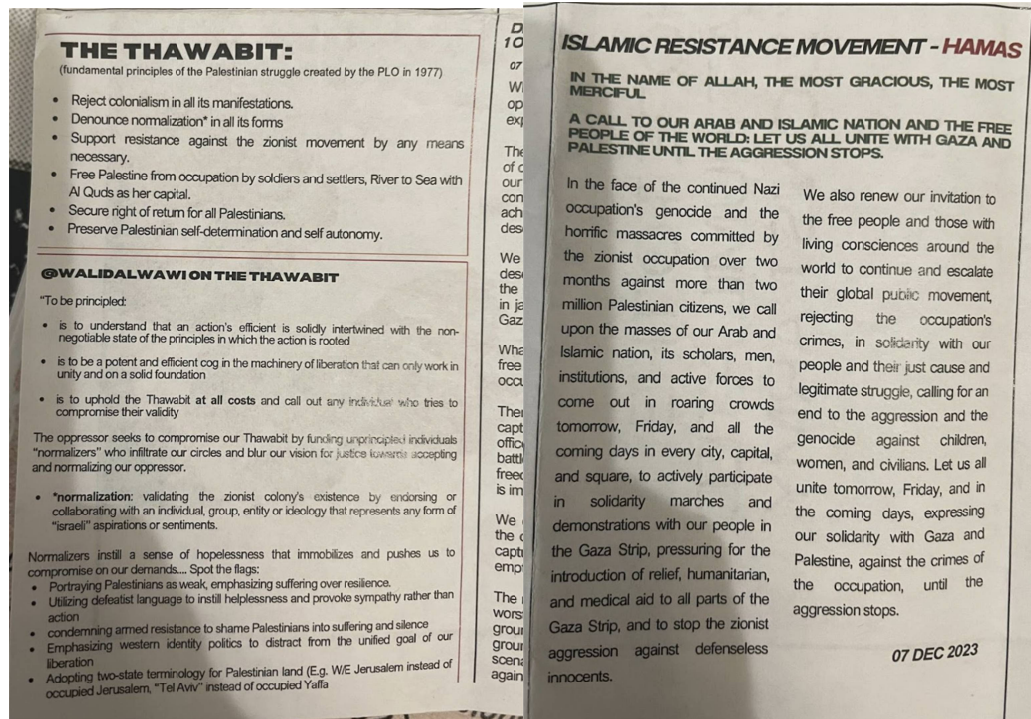 THE THAWABIT:
(fundamental principles of the Palestinian struggle created by the PLO in 1977)
• Reject colonialism in all its manifestations.
• Denounce normalization* in all its forms
• Support resistance against the zionist movement by any means
necessary.
• Free Palestine from occupation by soldiers and settlers, River to Sea with
Al Quds as her capital.
• Secure right of return for all Palestinians.
• Preserve Palestinian self-determination and self autonomy.
@WALIDALWAWI ON THE THAWABIT
"To be principled:
• is to understand that an action's efficient is solidly intertwined with the non-
negotiable state of the principles in which the action is rooted
• is to be a potent and efficient cog in the machinery of liberation that can only work in
unity and on a solid foundation
• is to uphold the Thawabit at all costs and call out any individual who tries to
compromise their validity
The oppressor seeks to compromise our Thawabit by funding unprincipled individuals
"normalizers" who infiltrate our circles and blur our vision for justice towards accepting
and normalizing our oppressor.
• *normalization: validating the zionist colony's existence by endorsing or
collaborating with an individual, group, entity or ideology that represents any form of
"israeli" aspirations or sentiments.
Normalizers instill a sense of hopelessness that immobilizes and pushes us to
compromise on our demands.... Spot the flags:
• Portraying Palestinians as weak, emphasizing suffering over resilience.
• Utilizing defeatist language to instill helplessness and provoke sympathy rather than
action
• condemning armed resistance to shame Palestinians into suffering and silence
• Emphasizing western identity politics to distract from the unified goal of our
liberation
• Adopting two-state terminology for Palestinian land (E.g. W/E Jerusalem instead of
occupied Jerusalem, "Tel Aviv" instead of occupied Yaffa
ISLAMIC RESISTANCE MOVEMENT - HAMAS
IN THE NAME OF ALLAH, THE MOST GRACIOUS, THE MOST
MERCIFUL
A CALL TO OUR ARAB AND ISLAMIC NATION AND THE FREE
PEOPLE OF THE WORLD: LET US ALL UNITE WITH GAZA AND
PALESTINE UNTIL THE AGGRESSION STOPS.
In the face of the continued Nazi
occupation's genocide and the
horrific massacres committed by
the zionist occupation over two
months against more than two
million Palestinian citizens, we call
upon the masses of our Arab and
Islamic nation, its scholars, men,
institutions, and active forces to
come out in roaring crowds
tomorrow, Friday, and all the
coming days in every city, capital,
and square, to actively participate
in solidarity marches and
demonstrations with our people in
the Gaza Strip, pressuring for the
introduction of relief, humanitarian,
and medical aid to all parts of the
Gaza Strip, and to stop the zionist
aggression against defenseless
innocents.
We also renew our invitation to
the free people and those with
living consciences around the
world to continue and escalate
their global public movement,
rejecting the occupation's
crimes, in solidarity with our
people and their just cause and
legitimate struggle, calling for an
end to the aggression and the
genocide against children,
women, and civilians. Let us all
unite tomorrow, Friday, and in
the coming days, expressing
our solidarity with Gaza and
Palestine, against the crimes of
the occupation, until the
aggression stops.
07 DEC 2023